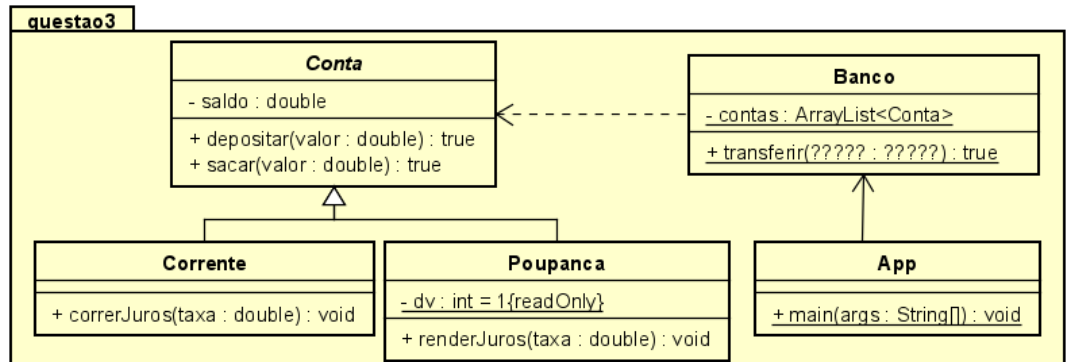 questao3
Conta
- saldo : double
+ depositar(valor : double) : true
+ sacar(valor : double) : true
Banco
- contas : ArrayList<Conta>
+ transferir(????? : ?????) : true
Corrente
+ correrJuros(taxa : double) : void
Poupanca
- dv : int = 1{readOnly}
+ renderJuros(taxa : double) : void
App
+ main(args : String[]) : void